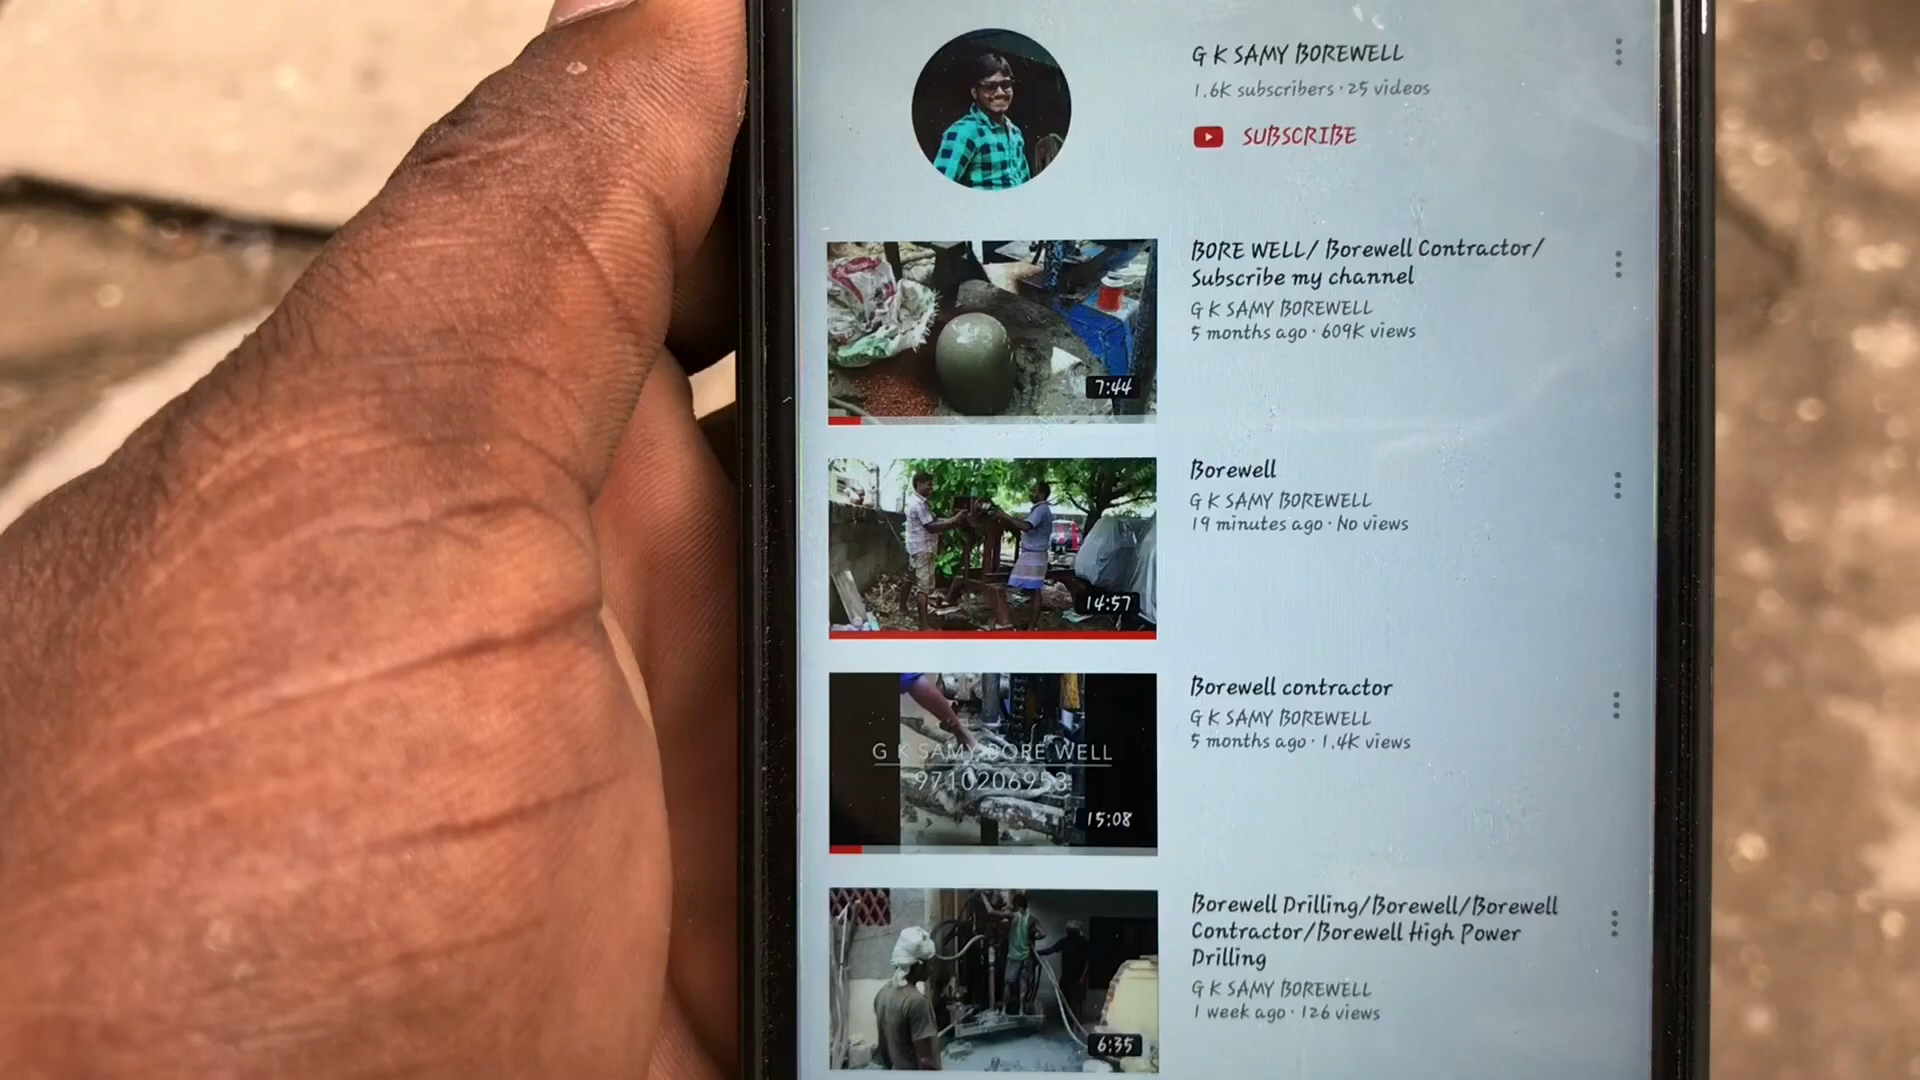 G K SAMY BOREWELL
1.6K subscribers · 25 videos
SUBSCRIBE
BORE WELL/ Borewell Contractor/
Subscribe my channel
G K SAMY BOREWELL
5 months ago · 609K views
7:44
Borewell
G K SAMY BOREWELL
19 minutes ago · No views
14:57
Borewell contractor
G K SAMY BOREWELL
5 months ago · 1.4K views
G K SAMY BORE WELL
9710206953
15:08
Borewell Drilling/Borewell/Borewell
Contractor/Borewell High Power
Drilling
G K SAMY BOREWELL
1 week ago · 126 views
6:35